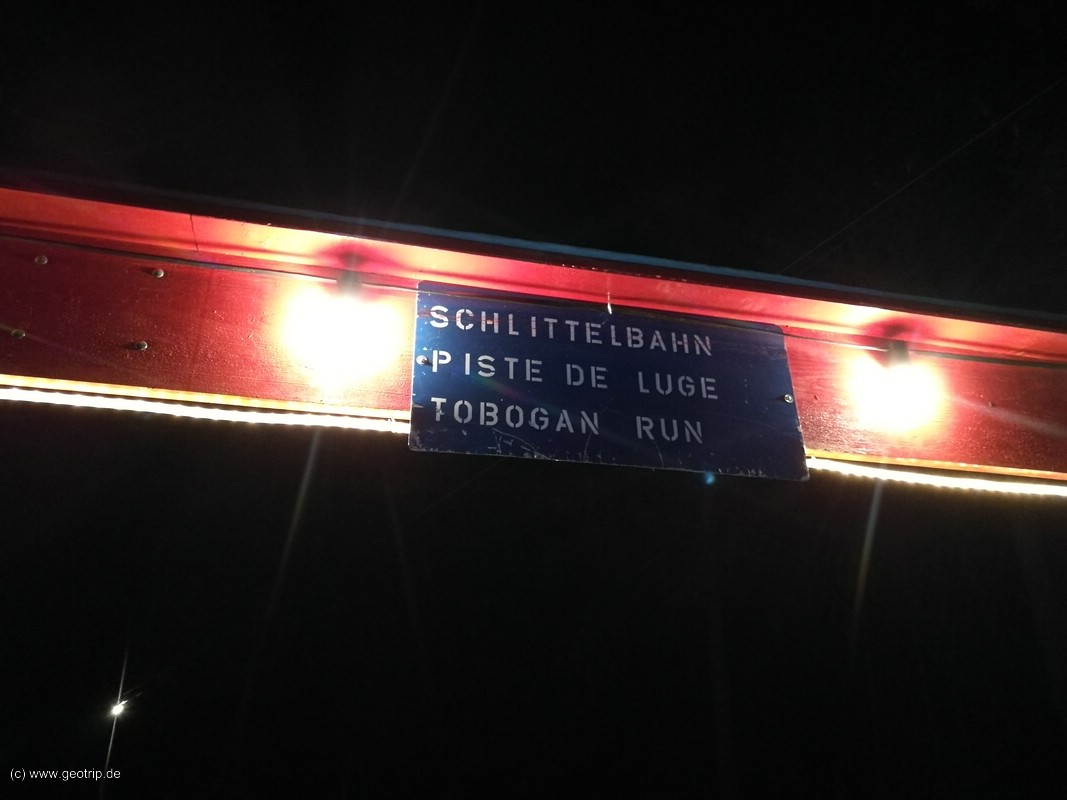 SCHLITTELBAHN
PISTE DE LUGE
TOBOGAN RUN
(c) www.geotrip.de